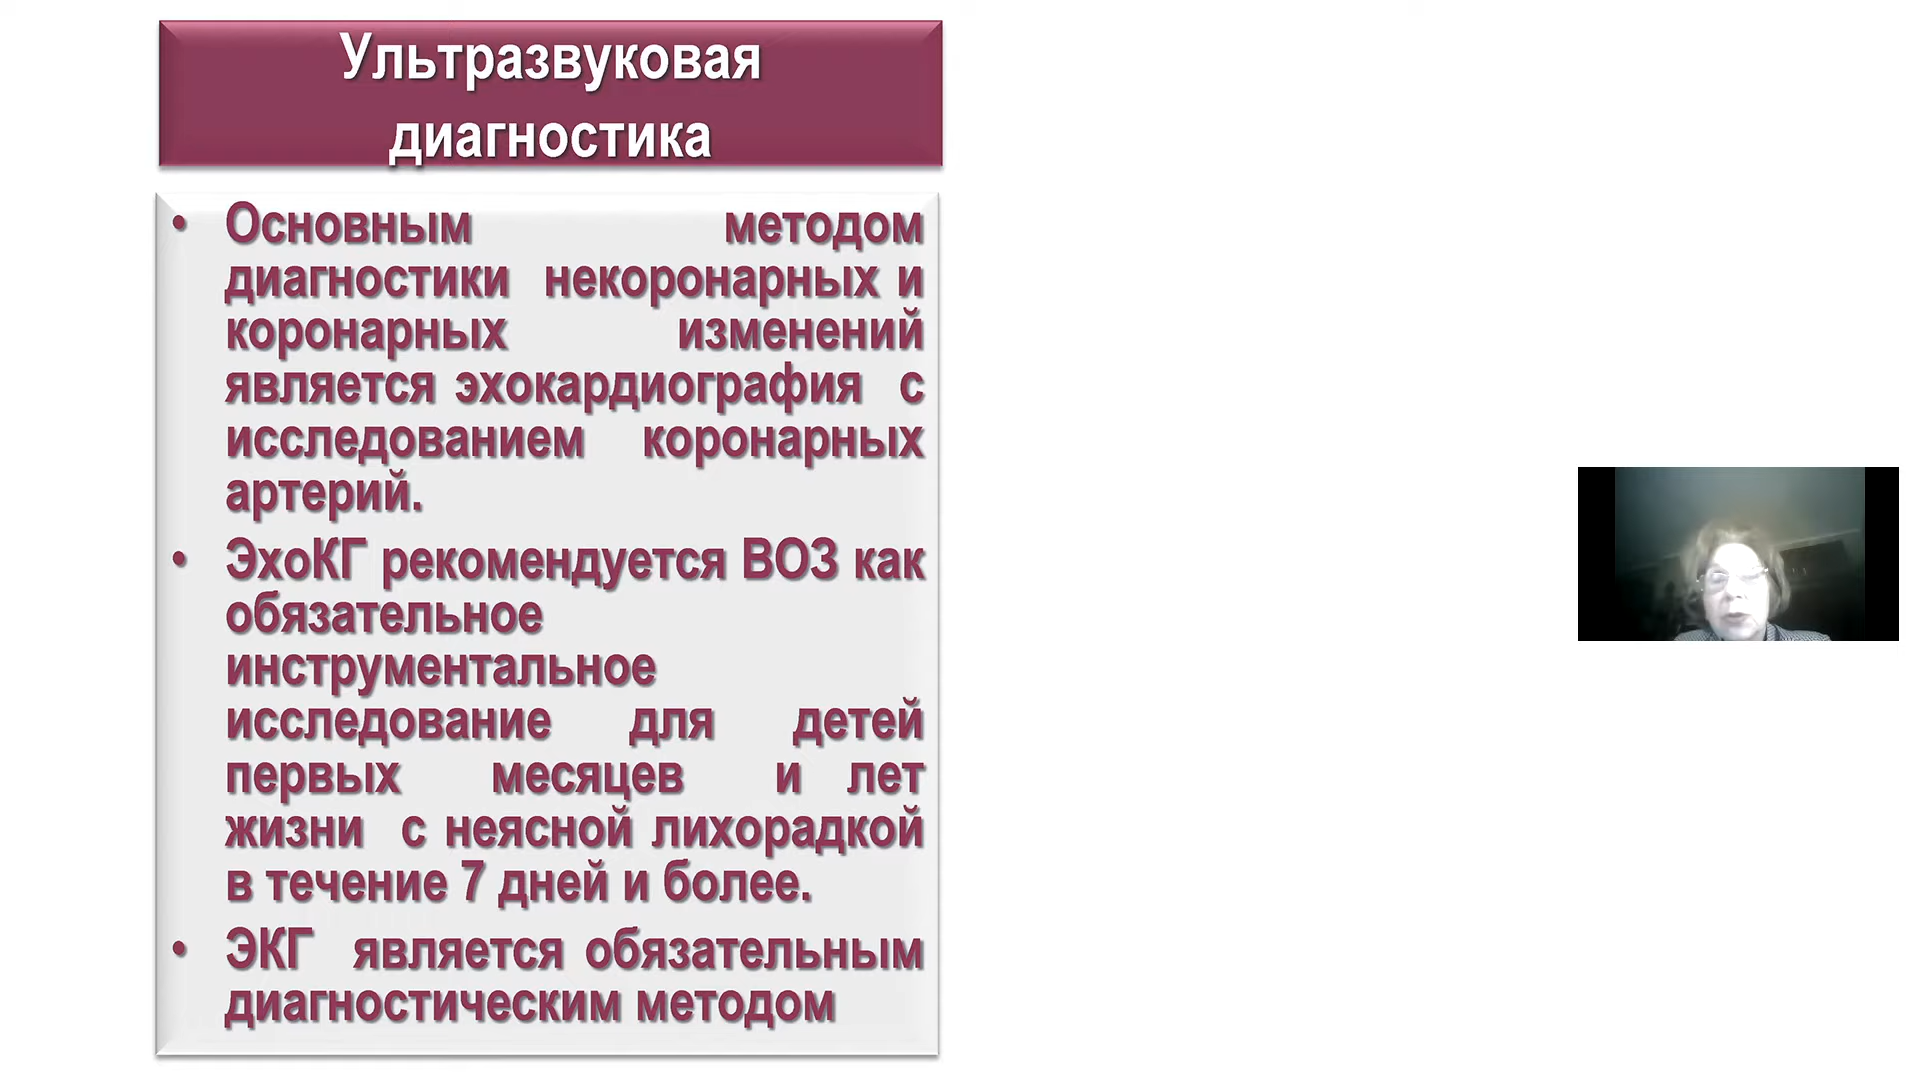 Ультразвуковая
диагностика
• Основным методом
диагностики некоронарных и
коронарных изменений
является эхокардиография с
исследованием коронарных
артерий.
• ЭхоКГ рекомендуется ВОЗ как
обязательное
инструментальное
исследование для детей
первых месяцев и лет
жизни с неясной лихорадкой
в течение 7 дней и более.
• ЭКГ является обязательным
диагностическим методом